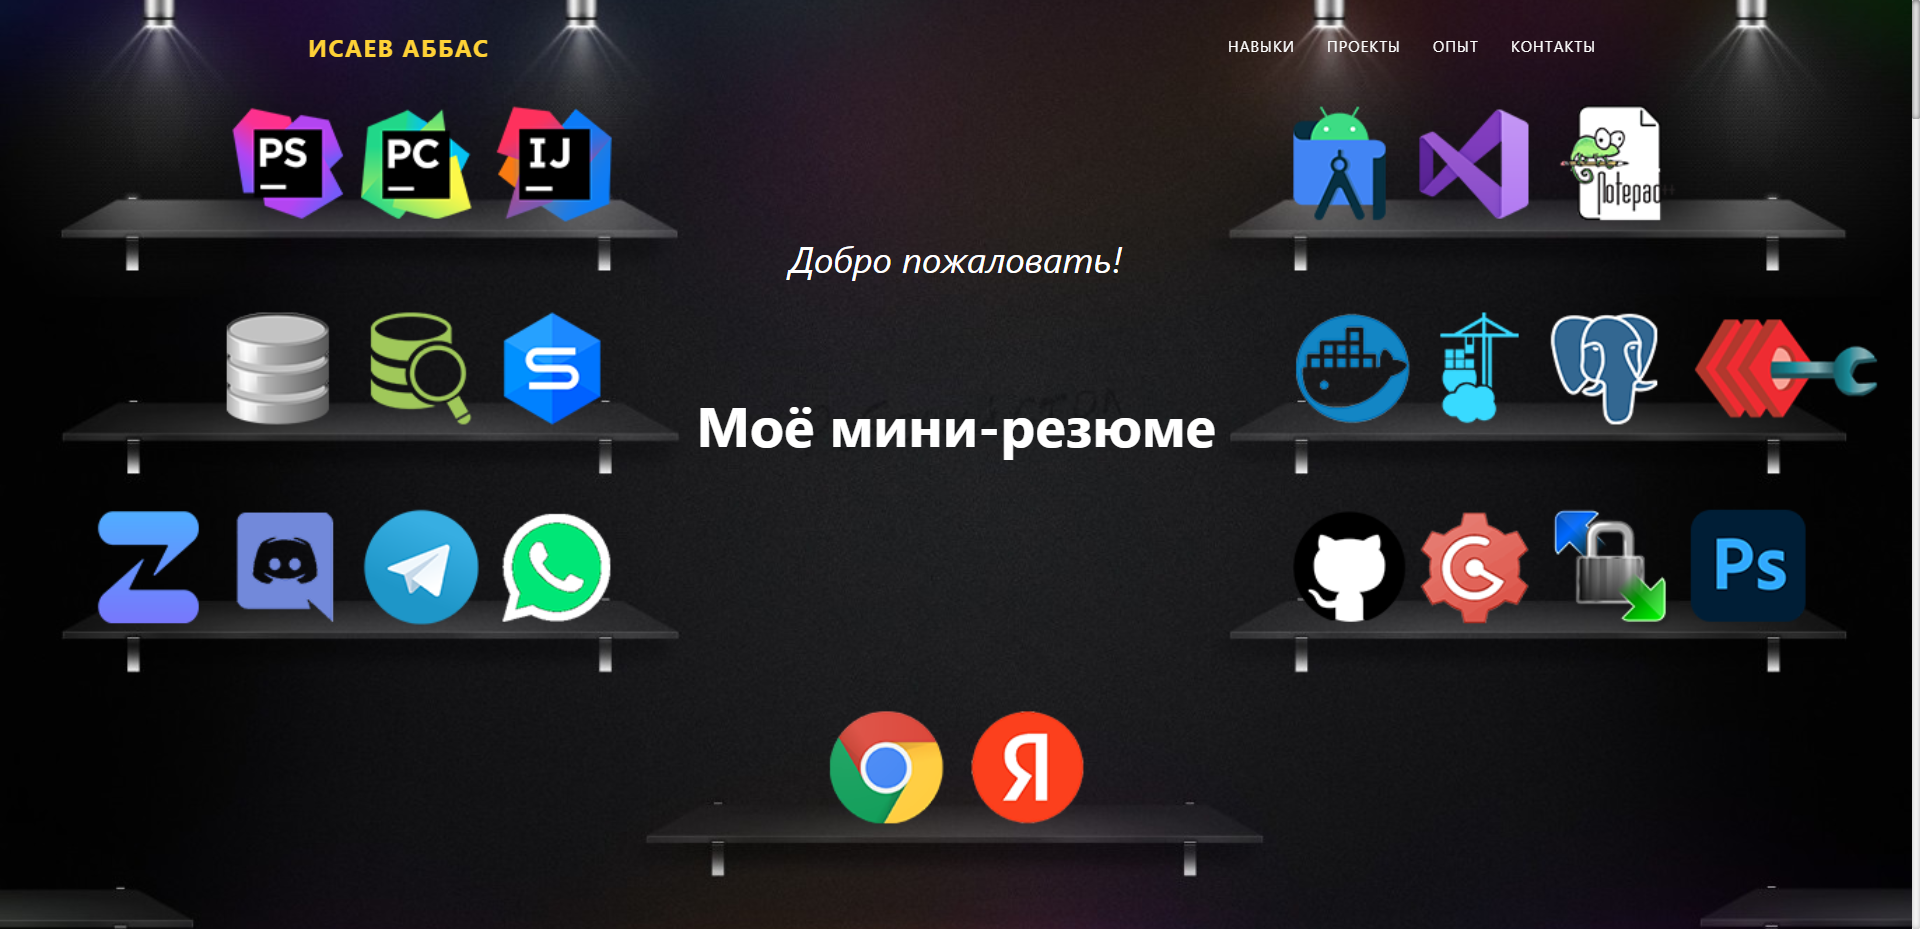 ИСАЕВ АББАС
НАВЫКИ ПРОЕКТЫ ОПЫТ КОНТАКТЫ
PS
PC
IJ
Notepad++
Добро пожаловать!
S
Моё мини-резюме
Z
G
Ps
Я